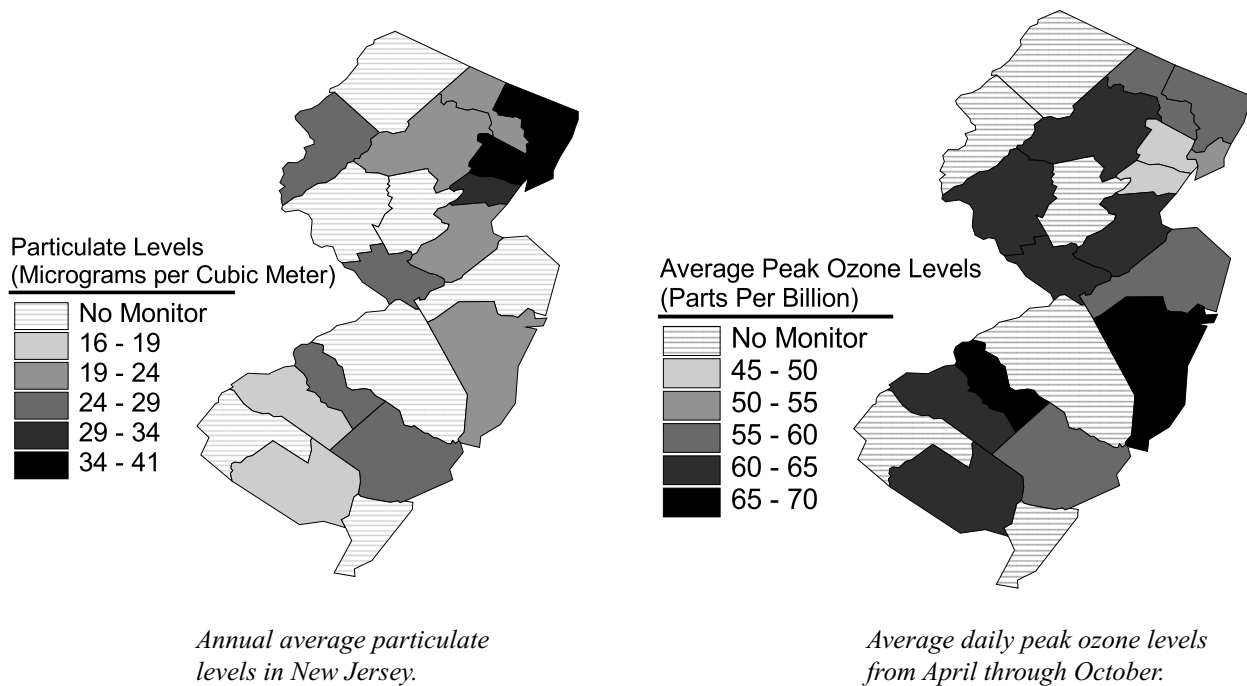 Particulate Levels
(Micrograms per Cubic Meter)
No Monitor
16 - 19
19 - 24
24 - 29
29 - 34
34 - 41
Average Peak Ozone Levels
(Parts Per Billion)
No Monitor
45 - 50
50 - 55
55 - 60
60 - 65
65 - 70
Annual average particulate
levels in New Jersey.
Average daily peak ozone levels
from April through October.